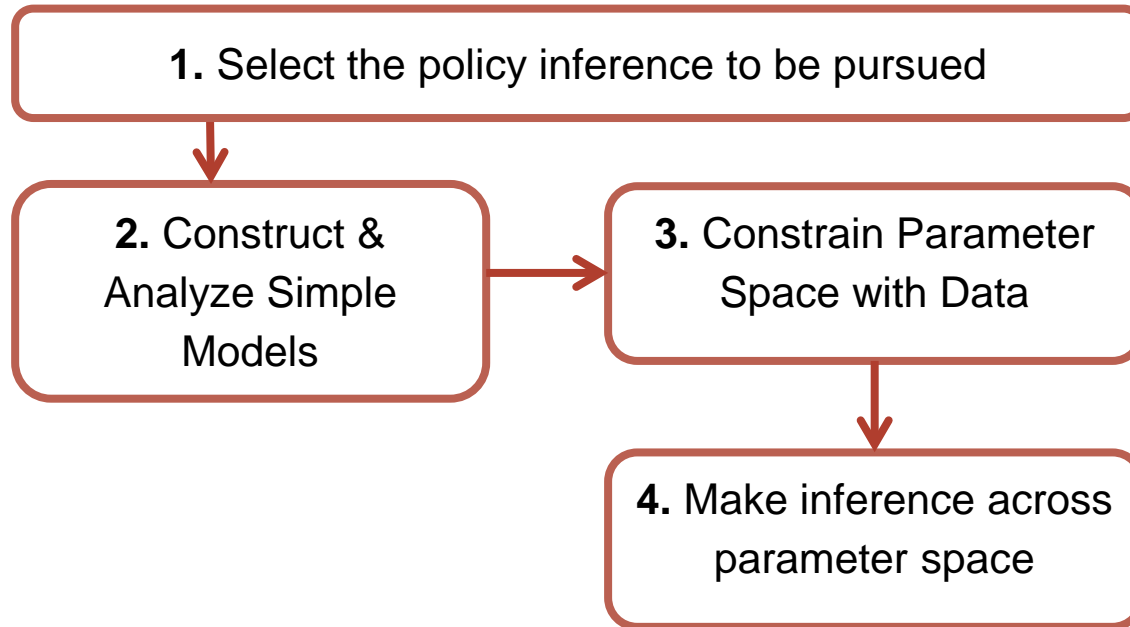 1. Select the policy inference to be pursued
2. Construct &
Analyze Simple
Models
3. Constrain Parameter
Space with Data
4. Make inference across
parameter space